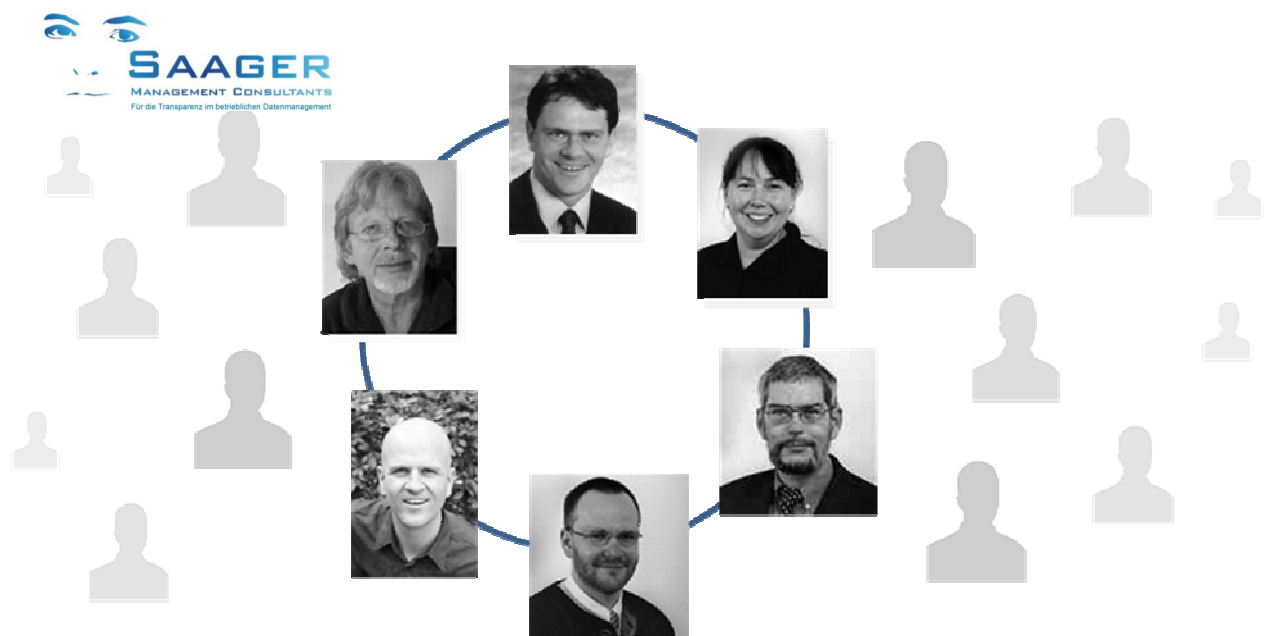 SAAGER
MANAGEMENT CONSULTANTS
Für die Transparenz im betrieblichen Datenmanagement